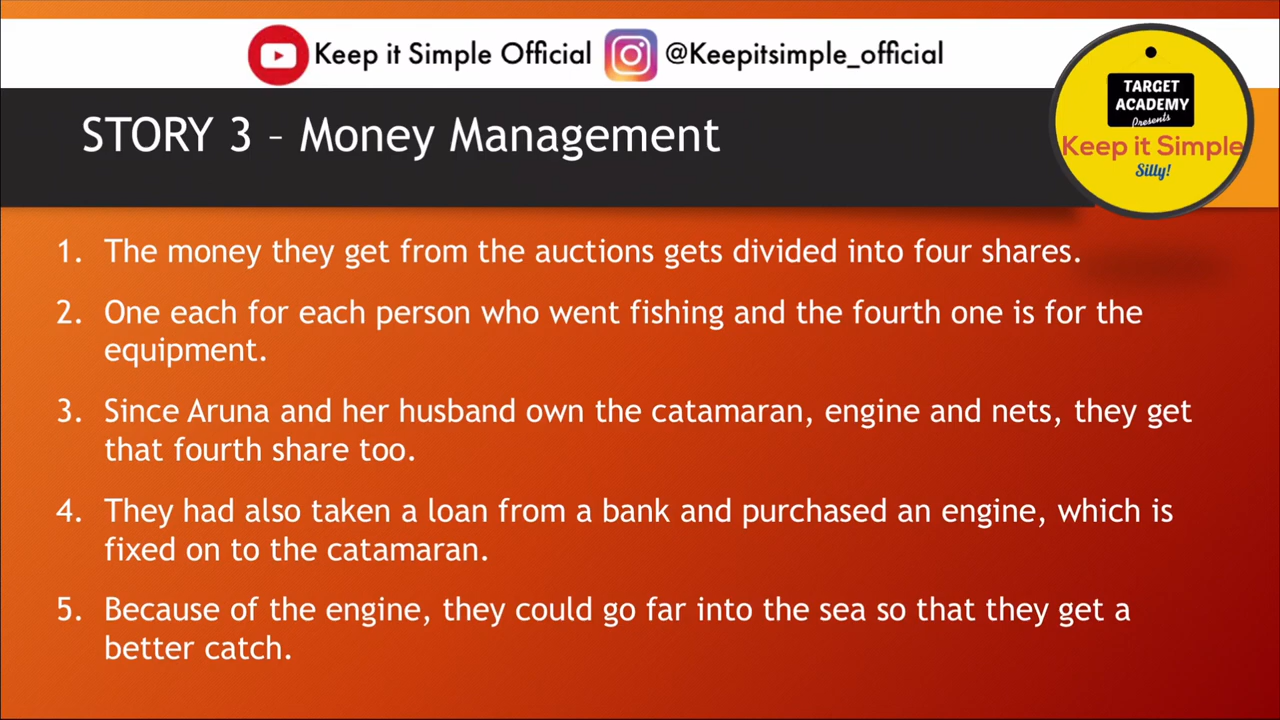 Keep it Simple Official @Keepitsimple_official
TARGET
ACADEMY
Presents
Keep it Simple
Silly!
STORY 3 – Money Management
1. The money they get from the auctions gets divided into four shares.
2. One each for each person who went fishing and the fourth one is for the
equipment.
3. Since Aruna and her husband own the catamaran, engine and nets, they get
that fourth share too.
4. They had also taken a loan from a bank and purchased an engine, which is
fixed on to the catamaran.
5. Because of the engine, they could go far into the sea so that they get a
better catch.